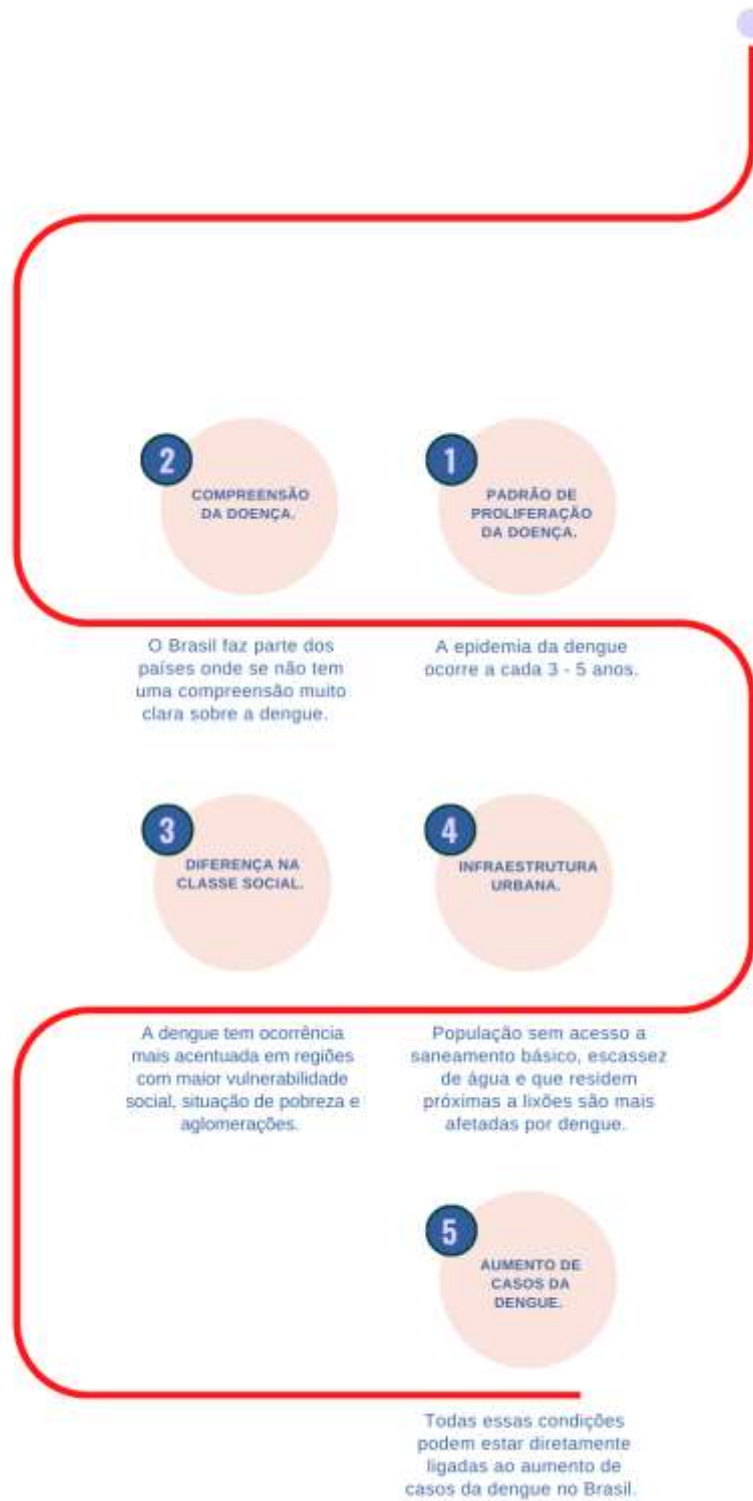 1
PADRÃO DE
PROLIFERAÇÃO
DA DOENÇA.
A epidemia da dengue
ocorre a cada 3 - 5 anos.
2
COMPREENSÃO
DA DOENÇA.
O Brasil faz parte dos
países onde se não tem
uma compreensão muito
clara sobre a dengue.
3
DIFERENÇA NA
CLASSE SOCIAL.
A dengue tem ocorrência
mais acentuada em regiões
com maior vulnerabilidade
social, situação de pobreza e
aglomerações.
4
INFRAESTRUTURA
URBANA.
População sem acesso a
saneamento básico, escassez
de água e que residem
próximas a lixões são mais
afetadas por dengue.
5
AUMENTO DE
CASOS DA
DENGUE.
Todas essas condições
podem estar diretamente
ligadas ao aumento de
casos da dengue no Brasil.